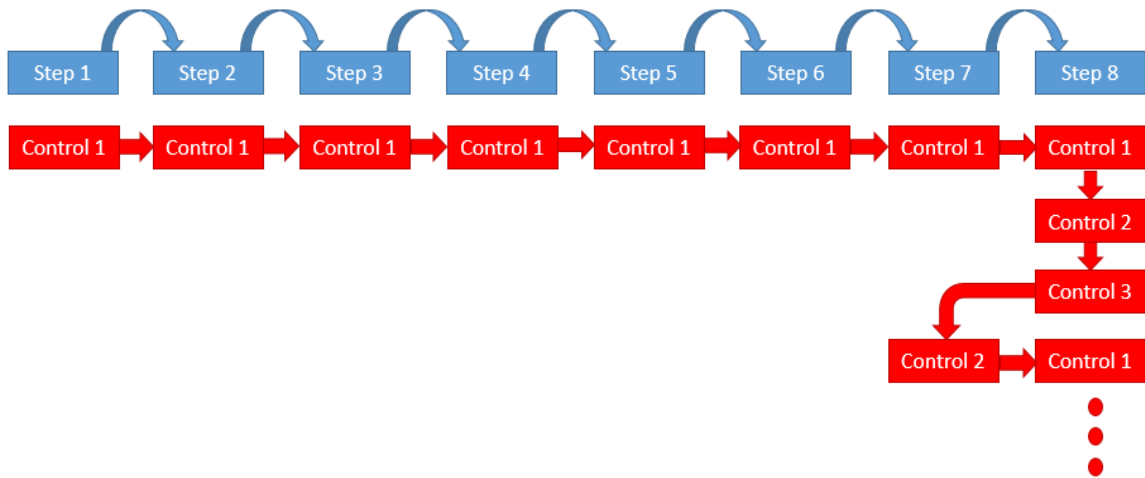 Step 1 Step 2 Step 3 Step 4 Step 5 Step 6 Step 7 Step 8
Control 1 Control 1 Control 1 Control 1 Control 1 Control 1 Control 1 Control 1
Control 2
Control 3
Control 2 Control 1